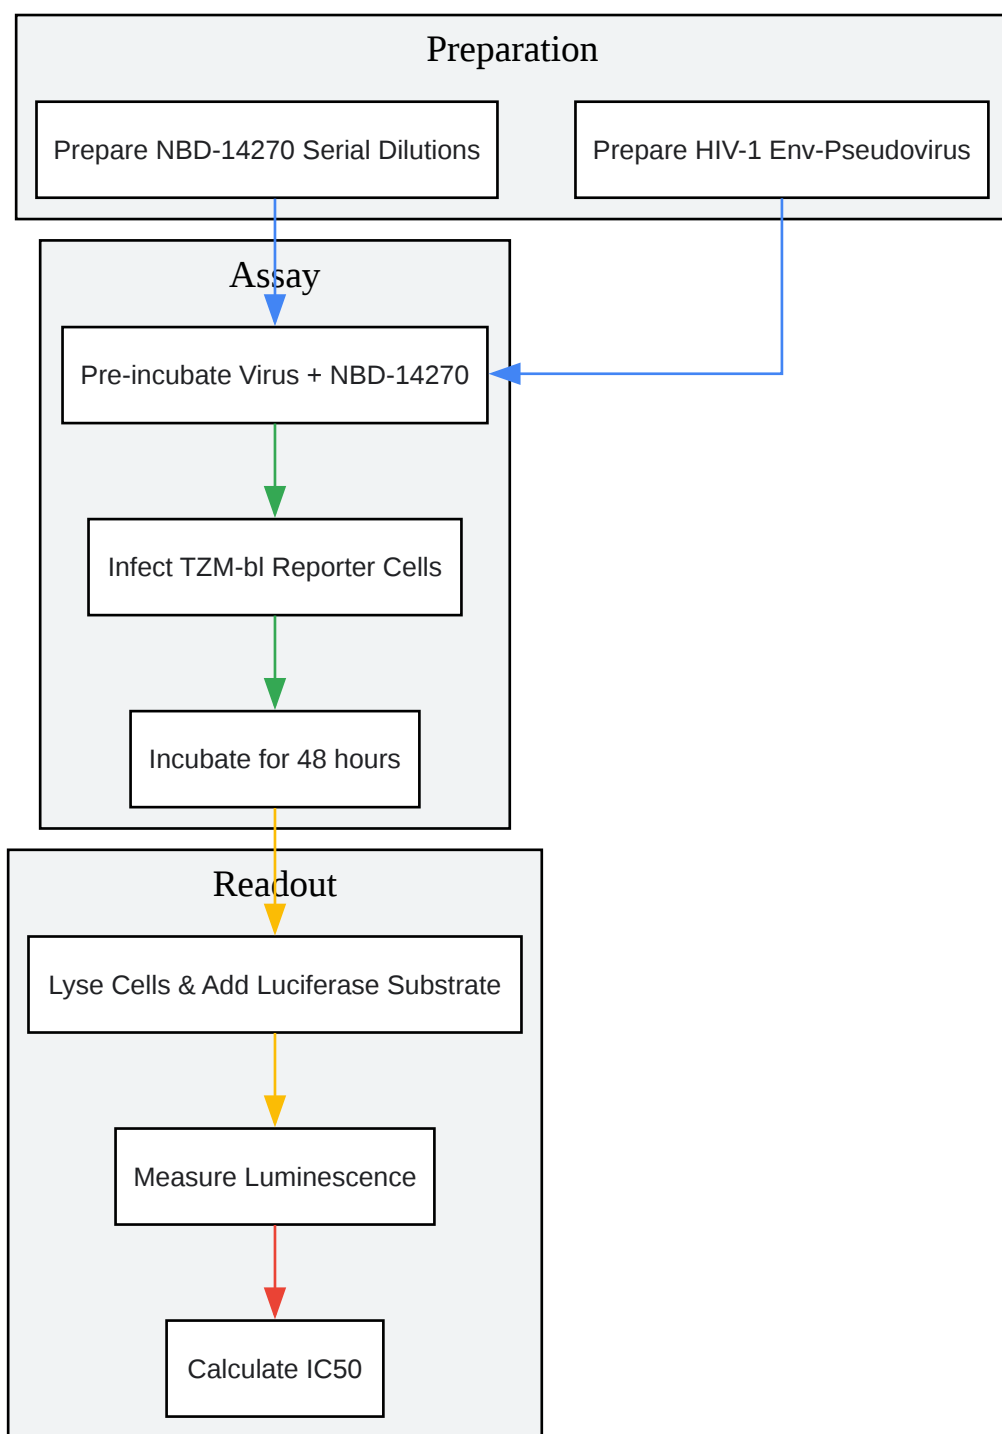 Preparation
Prepare NBD-14270 Serial Dilutions
Prepare HIV-1 Env-Pseudovirus
Assay
Pre-incubate Virus + NBD-14270
Infect TZM-bl Reporter Cells
Incubate for 48 hours
Readout
Lyse Cells & Add Luciferase Substrate
Measure Luminescence
Calculate IC50